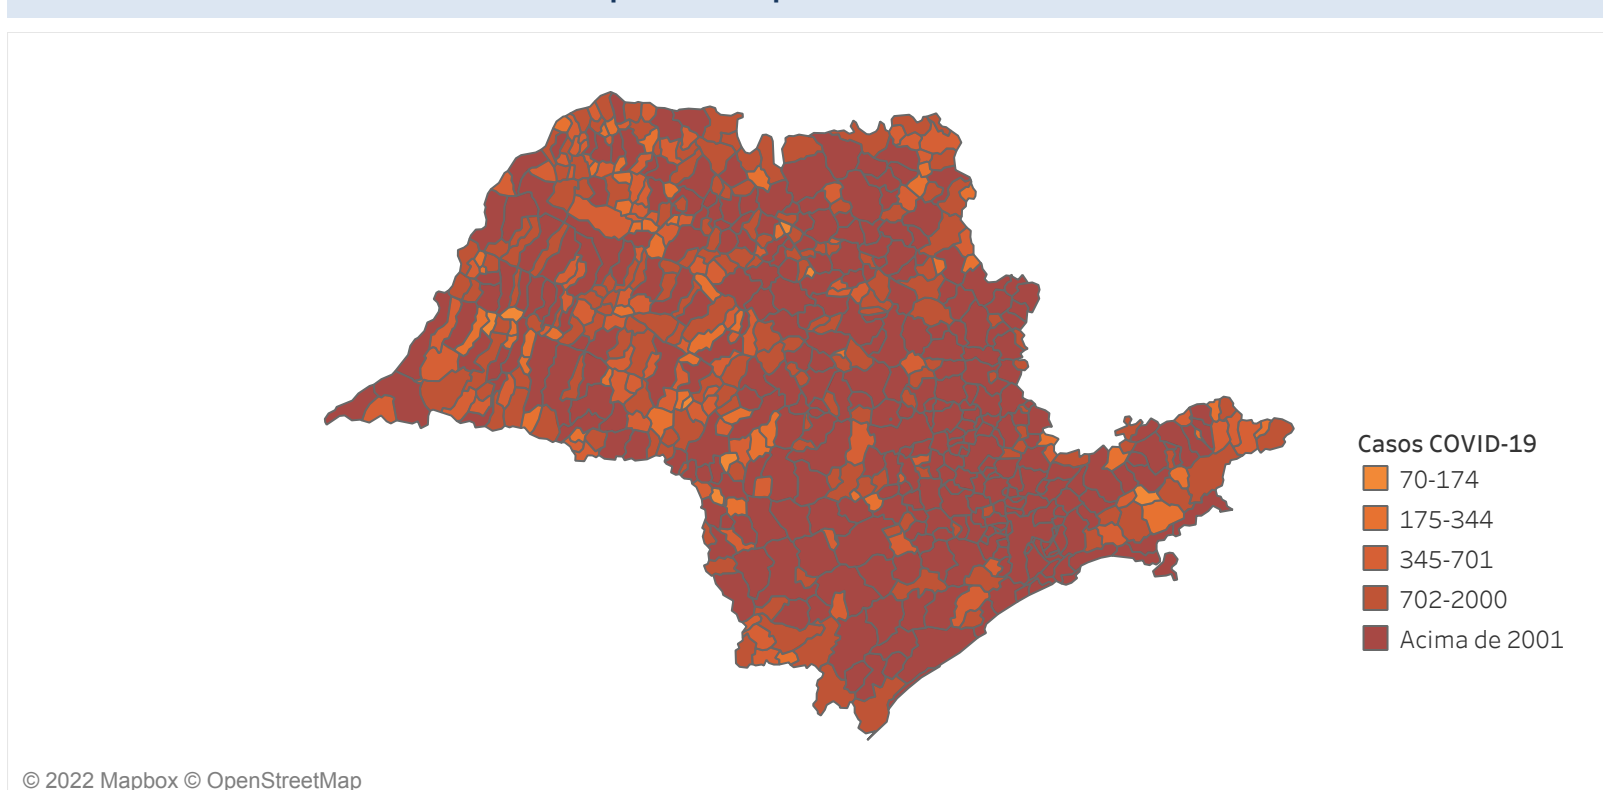 Casos COVID-19
70-174
175-344
345-701
702-2000
Acima de 2001
© 2022 Mapbox © OpenStreetMap